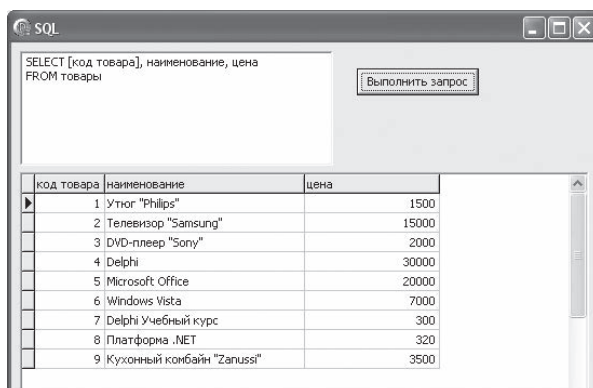 SQL
SELECT [код товара], наименование, цена
FROM товары
Выполнить запрос
код товара наименование цена
1 Утюг "Philips" 1500
2 Телевизор "Samsung" 15000
3 DVD-плеер "Sony" 2000
4 Delphi 30000
5 Microsoft Office 20000
6 Windows Vista 7000
7 Delphi Учебный курс 300
8 Платформа .NET 320
9 Кухонный комбайн "Zanussi" 3500